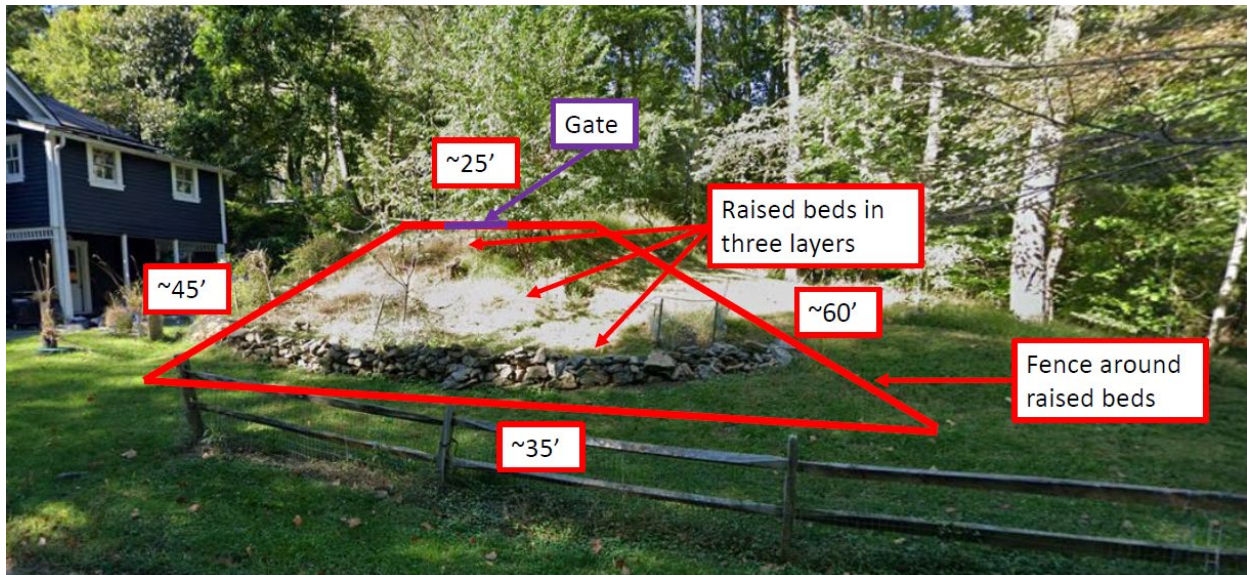 Gate
~25’
Raised beds in
three layers
~45’
~60’
Fence around
raised beds
~35’